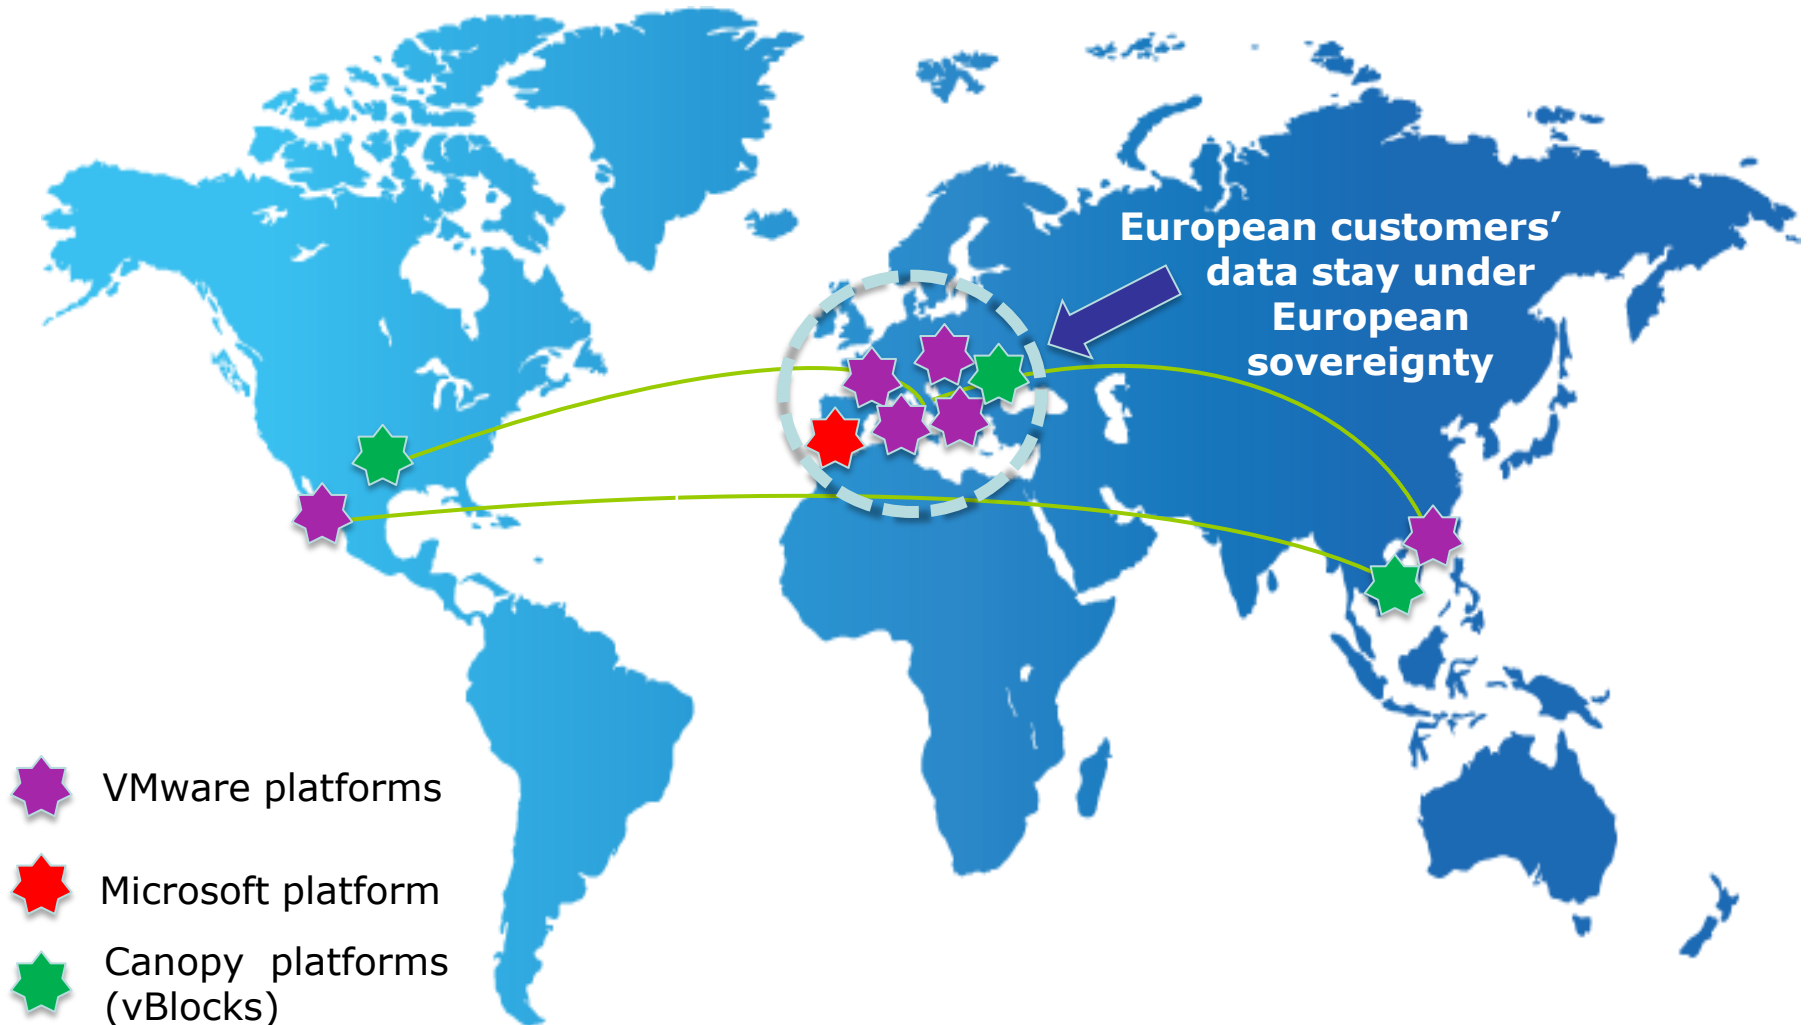 European customers’
data stay under
European
sovereignty
VMware platforms
Microsoft platform
Canopy  platforms
(vBlocks)